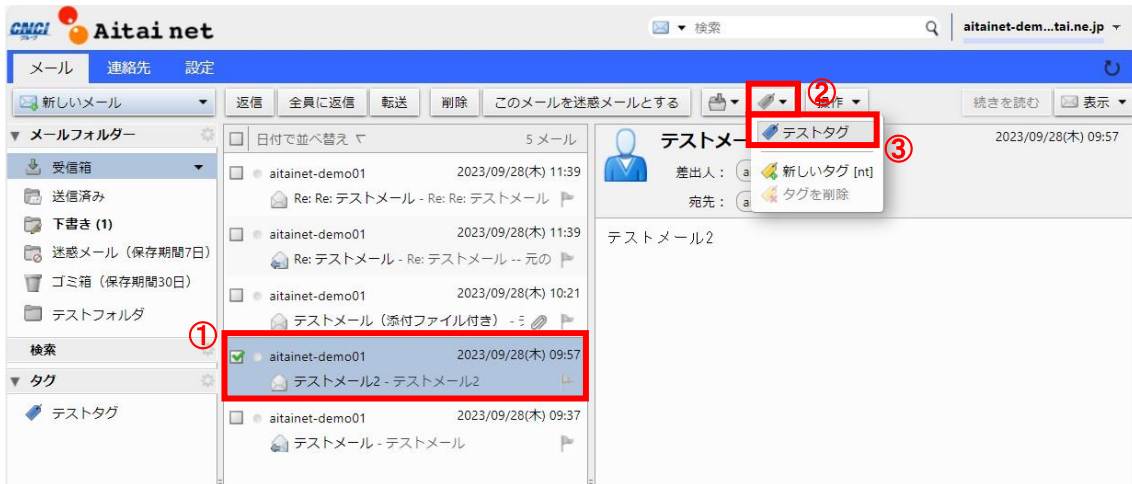 CNCI グループ Aitai net
検索
aitainet-dem...tai.ne.jp
メール 連絡先 設定
新しいメール
返信 全員に返信 転送 削除 このメールを迷惑メールとする ② 操作 続きを読む 表示
メールフォルダー
受信箱
送信済み
下書き (1)
迷惑メール（保存期間7日）
ゴミ箱（保存期間30日）
テストフォルダ
検索
タグ
テストタグ
日付で並べ替え 5 メール
aitainet-demo01 2023/09/28(木) 11:39
Re: Re: テストメール - Re: Re: テストメール
aitainet-demo01 2023/09/28(木) 11:39
Re: テストメール - Re: テストメール -- 元の
aitainet-demo01 2023/09/28(木) 10:21
テストメール（添付ファイル付き） - テ
①
aitainet-demo01 2023/09/28(木) 09:57
テストメール2 - テストメール2
aitainet-demo01 2023/09/28(木) 09:37
テストメール - テストメール
テストメー 2023/09/28(木) 09:57
差出人： a
宛先： a
テストタグ
③
新しいタグ [nt]
タグを削除
テストメール2